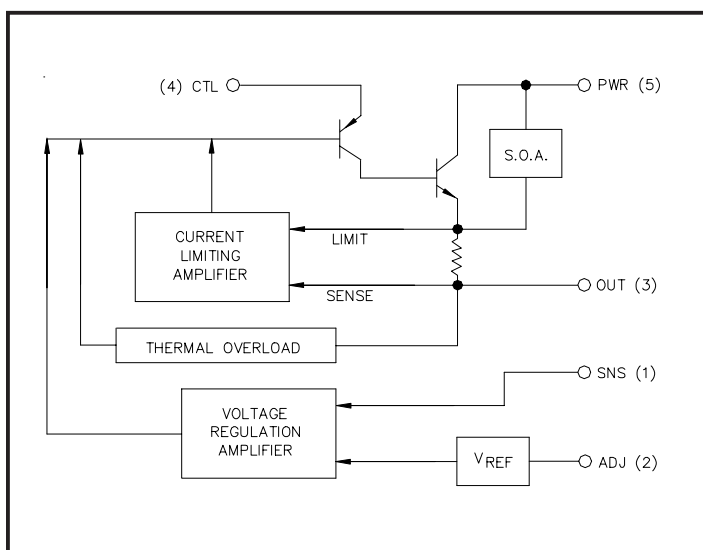 (4) CTL
PWR (5)
S.O.A.
CURRENT
LIMITING
AMPLIFIER
LIMIT
SENSE
OUT (3)
THERMAL OVERLOAD
SNS (1)
VOLTAGE
REGULATION
AMPLIFIER
VREF
ADJ (2)